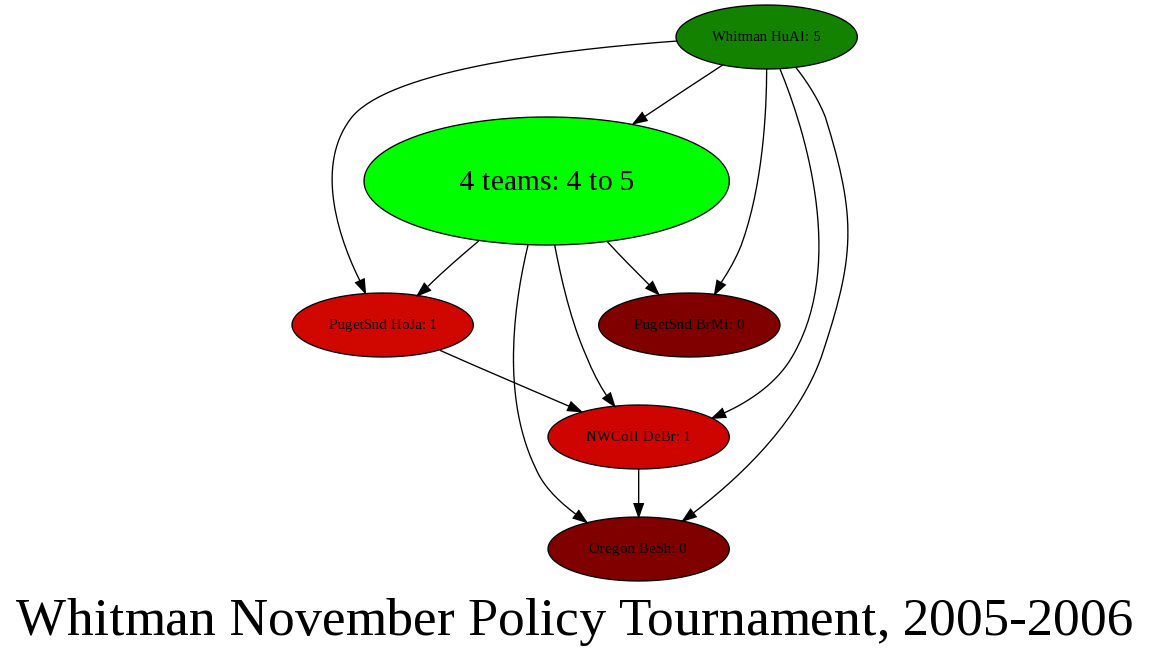 Whitman HuAl: 5
4 teams: 4 to 5
PugetSnd HoJa: 1
PugetSnd BrMi: 0
NWColl DeBr: 1
Oregon BeSh: 0
Whitman November Policy Tournament, 2005-2006